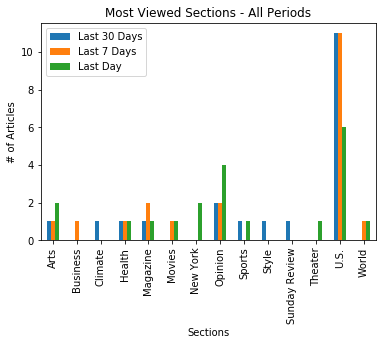 Most Viewed Sections - All Periods
Last 30 Days
Last 7 Days
Last Day
# of Articles
10
8
6
4
2
0
Arts
Business
Climate
Health
Magazine
Movies
New York
Opinion
Sports
Style
Sunday Review
Theater
U.S.
World
Sections